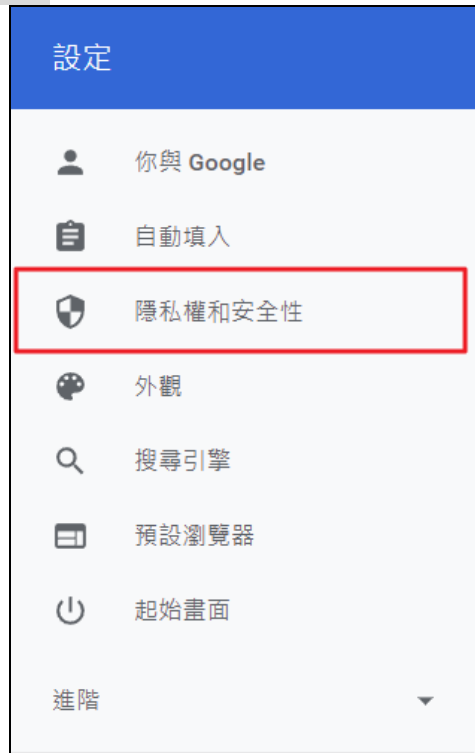 設定
你與 Google
自動填入
隱私權和安全性
外觀
搜尋引擎
預設瀏覽器
起始畫面
進階